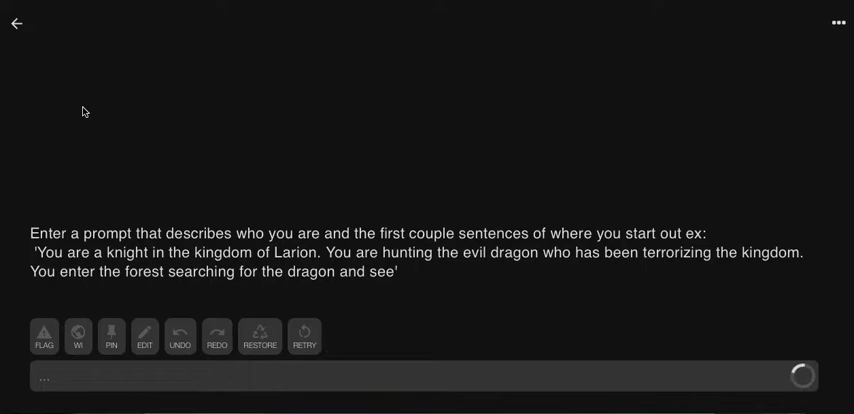 Enter a prompt that describes who you are and the first couple sentences of where you start out ex:
'You are a knight in the kingdom of Larion. You are hunting the evil dragon who has been terrorizing the kingdom.
You enter the forest searching for the dragon and see'
FLAG WI PIN EDIT UNDO REDO RESTORE RETRY
...